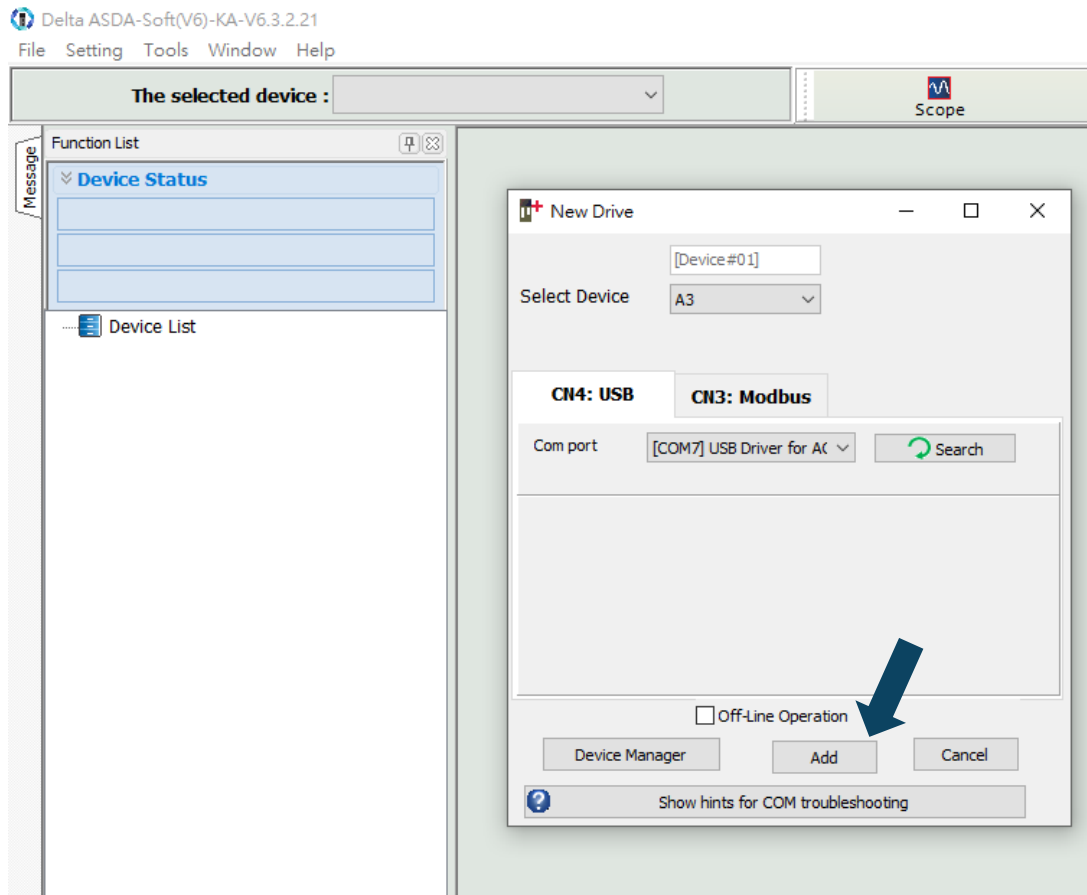 Delta ASDA-Soft(V6)-KA-V6.3.2.21
File Setting Tools Window Help
The selected device :
Scope
Message
Function List
Device Status
Device List
New Drive
[Device#01]
Select Device A3
CN4: USB CN3: Modbus
Com port [COM7] USB Driver for A( Search
Off-Line Operation
Device Manager Add Cancel
? Show hints for COM troubleshooting